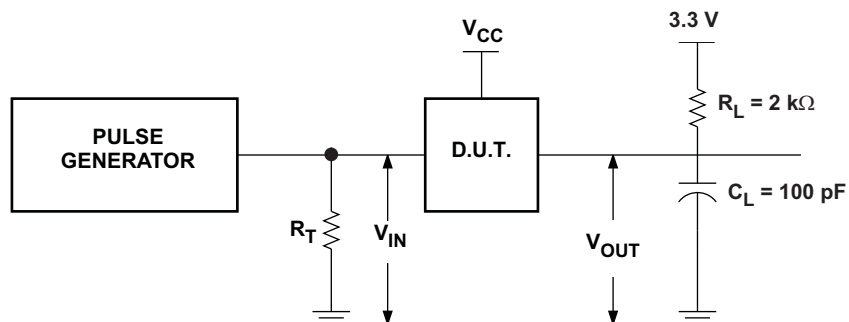 V_CC
3.3 V
R_L = 2 kΩ
PULSE
GENERATOR
D.U.T.
C_L = 100 pF
R_T
V_IN
V_OUT